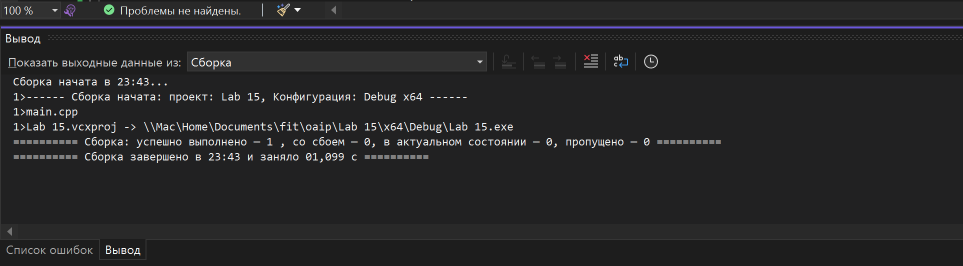 100 %
Проблемы не найдены.
Вывод
Показать выходные данные из: Сборка
Сборка начата в 23:43...
1>------ Сборка начата: проект: Lab 15, Конфигурация: Debug x64 ------
1>main.cpp
1>Lab 15.vcxproj -> \\Mac\Home\Documents\fit\oaip\Lab 15\x64\Debug\Lab 15.exe
========== Сборка: успешно выполнено — 1 , со сбоем — 0, в актуальном состоянии — 0, пропущено — 0 ==========
========== Сборка завершено в 23:43 и заняло 01,099 с ==========
Список ошибок Вывод